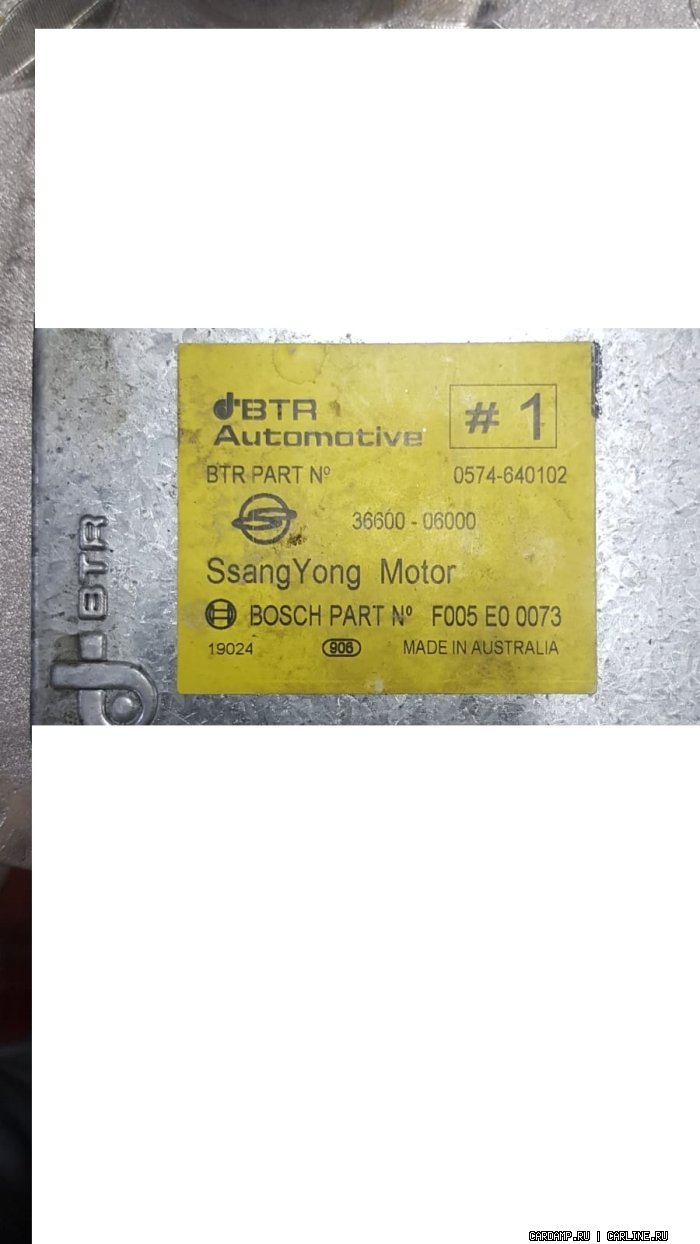 BTR
Automotive
# 1
BTR PART Nº 0574-640102
36600 - 06000
SsangYong Motor
BOSCH PART Nº F005 E0 0073
19024 906 MADE IN AUSTRALIA
BTR
CARDAMP.RU | CARLINE.RU